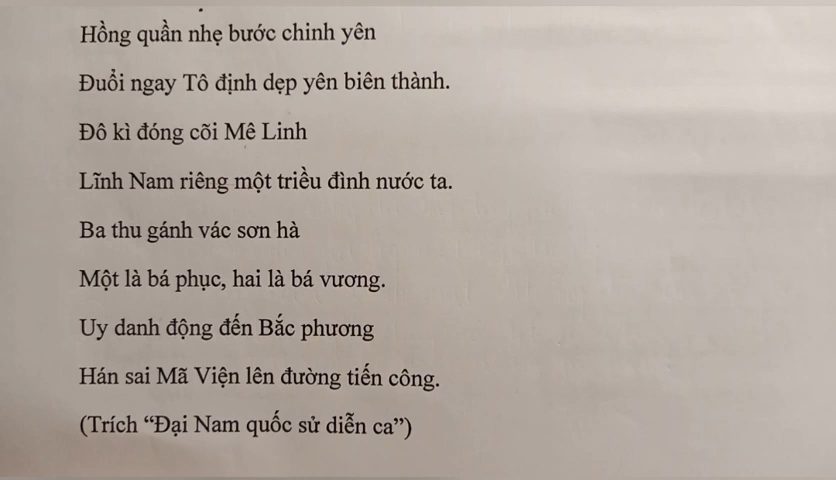 Hồng quần nhẹ bước chinh yên
Đuổi ngay Tô định dẹp yên biên thành.
Đô kì đóng cõi Mê Linh
Lĩnh Nam riêng một triều đình nước ta.
Ba thu gánh vác sơn hà
Một là bá phục, hai là bá vương.
Uy danh động đến Bắc phương
Hán sai Mã Viện lên đường tiến công.
(Trích “Đại Nam quốc sử diễn ca”)